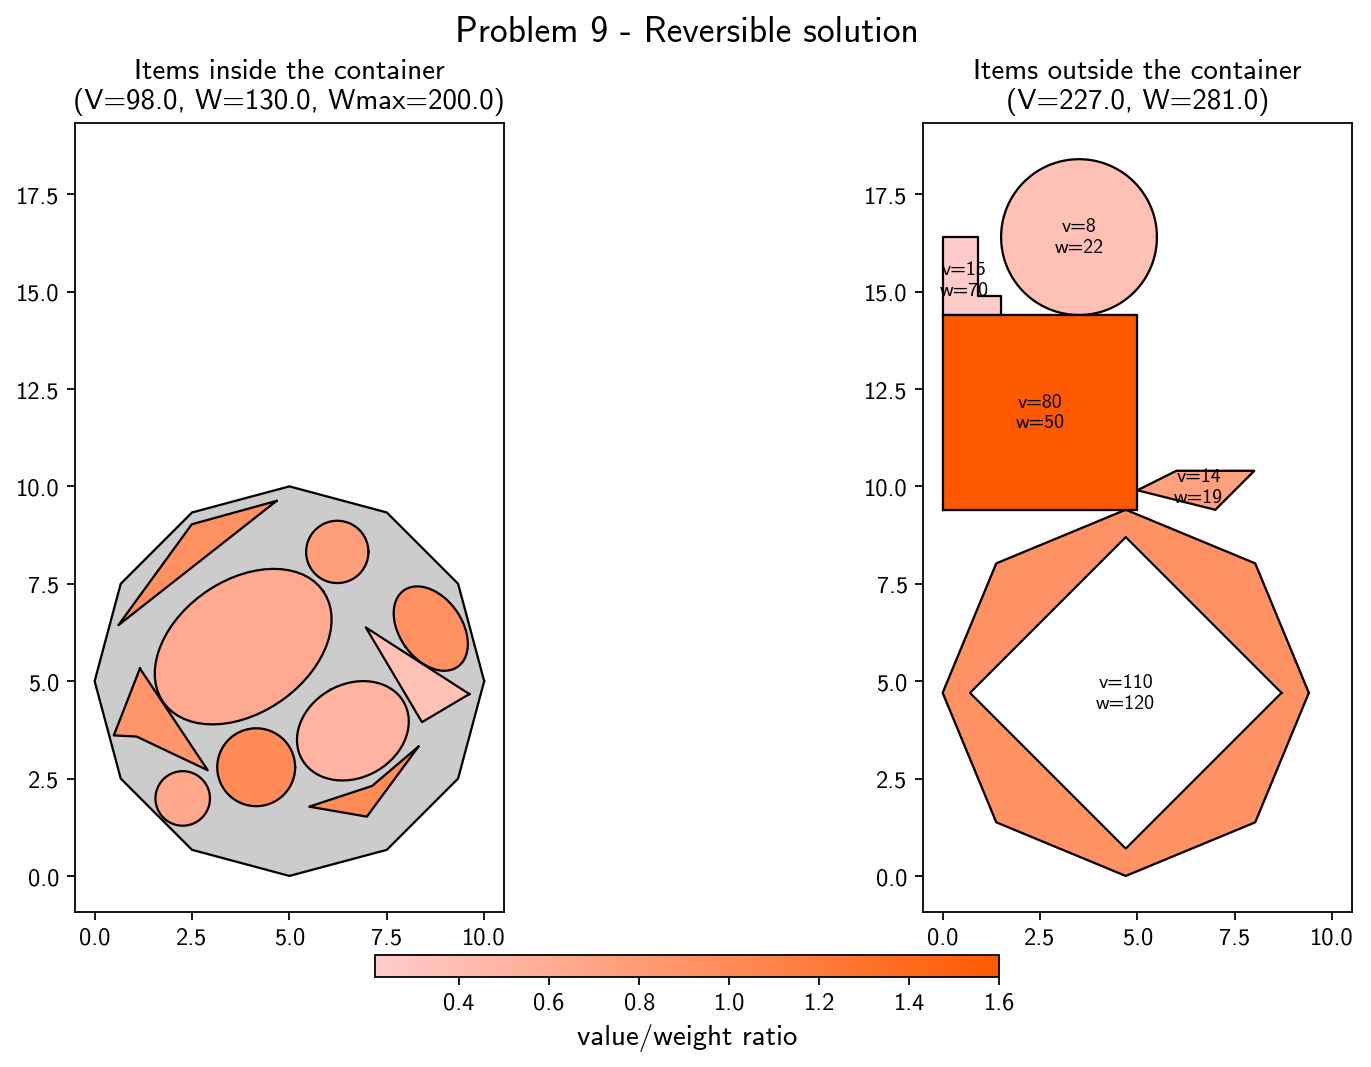 Problem 9 - Reversible solution
Items inside the container
(V=98.0, W=130.0, Wmax=200.0)
17.5
15.0
12.5
10.0
7.5
5.0
2.5
0.0
0.0 2.5 5.0 7.5 10.0
Items outside the container
(V=227.0, W=281.0)
17.5
15.0
12.5
10.0
7.5
5.0
2.5
0.0
v=8
w=22
v=15
w=70
v=80
w=50
v=14
w=19
v=110
w=120
0.0 2.5 5.0 7.5 10.0
0.4 0.6 0.8 1.0 1.2 1.4 1.6
value/weight ratio